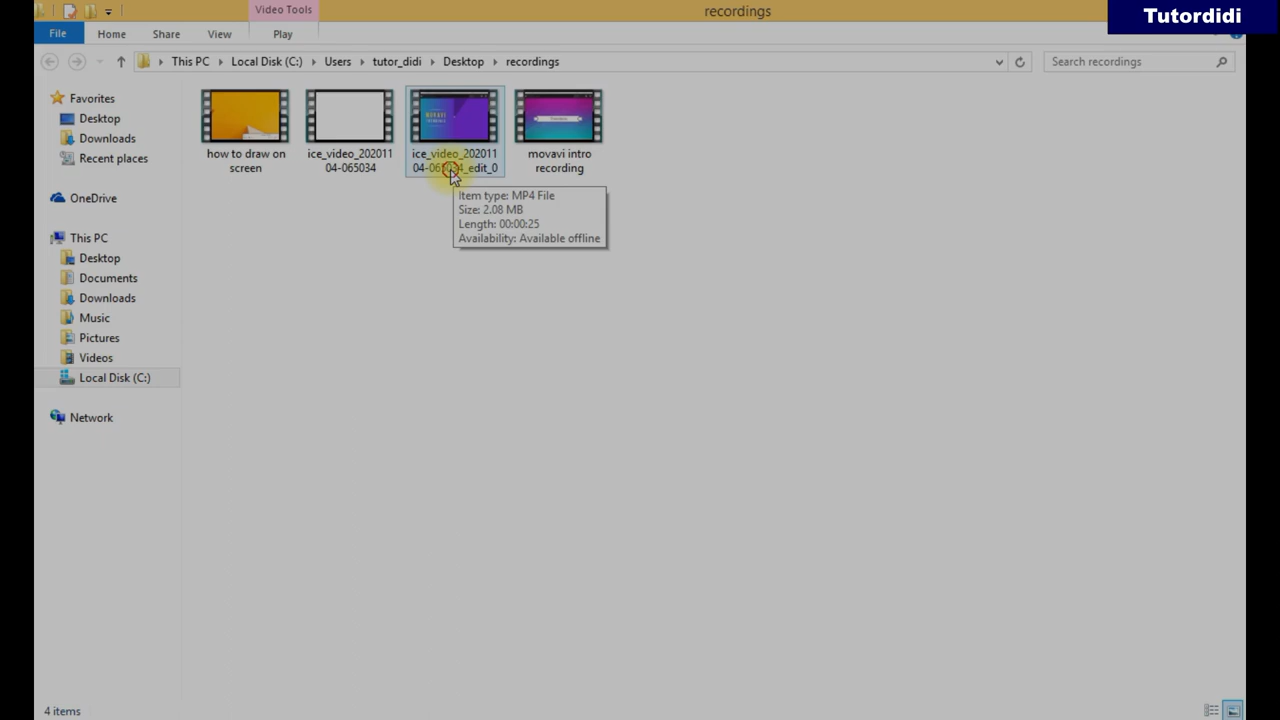 Video Tools
recordings
Tutordidi
File
Home
Share
View
Play
This PC
Local Disk (C:)
Users
tutor_didi
Desktop
recordings
Search recordings
Favorites
Desktop
Downloads
Recent places
OneDrive
This PC
Desktop
Documents
Downloads
Music
Pictures
Videos
Local Disk (C:)
Network
how to draw on
screen
ice_video_202011
04-065034
ice_video_202011
04-065034_edit_0
movavi intro
recording
Item type: MP4 File
Size: 2.08 MB
Length: 00:00:25
Availability: Available offline
4 items